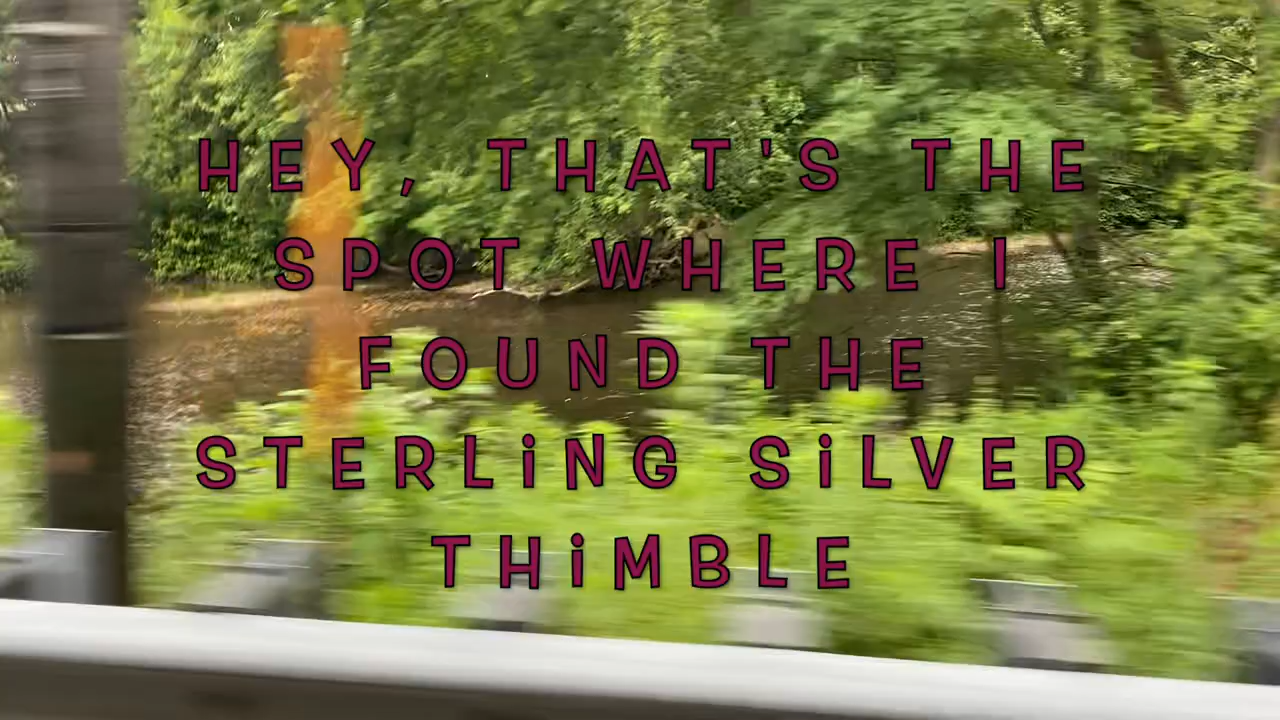 HEY, THAT'S THE
SPOT WHERE I
FOUND THE
STERLiNG SiLVER
THiMBLE